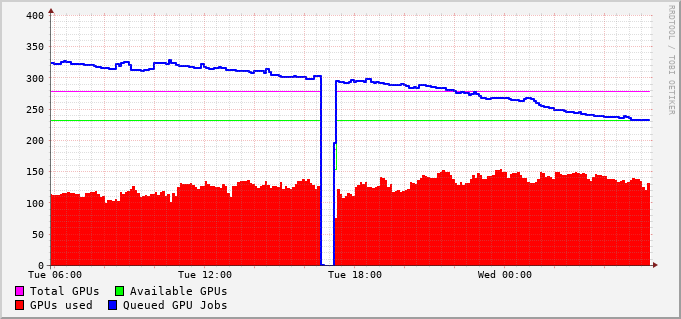 RRDTOOL / TOBI OETIKER
400
350
300
250
200
150
100
50
0
Tue 06:00 Tue 12:00 Tue 18:00 Wed 00:00
Total GPUs Available GPUs
GPUs used Queued GPU Jobs